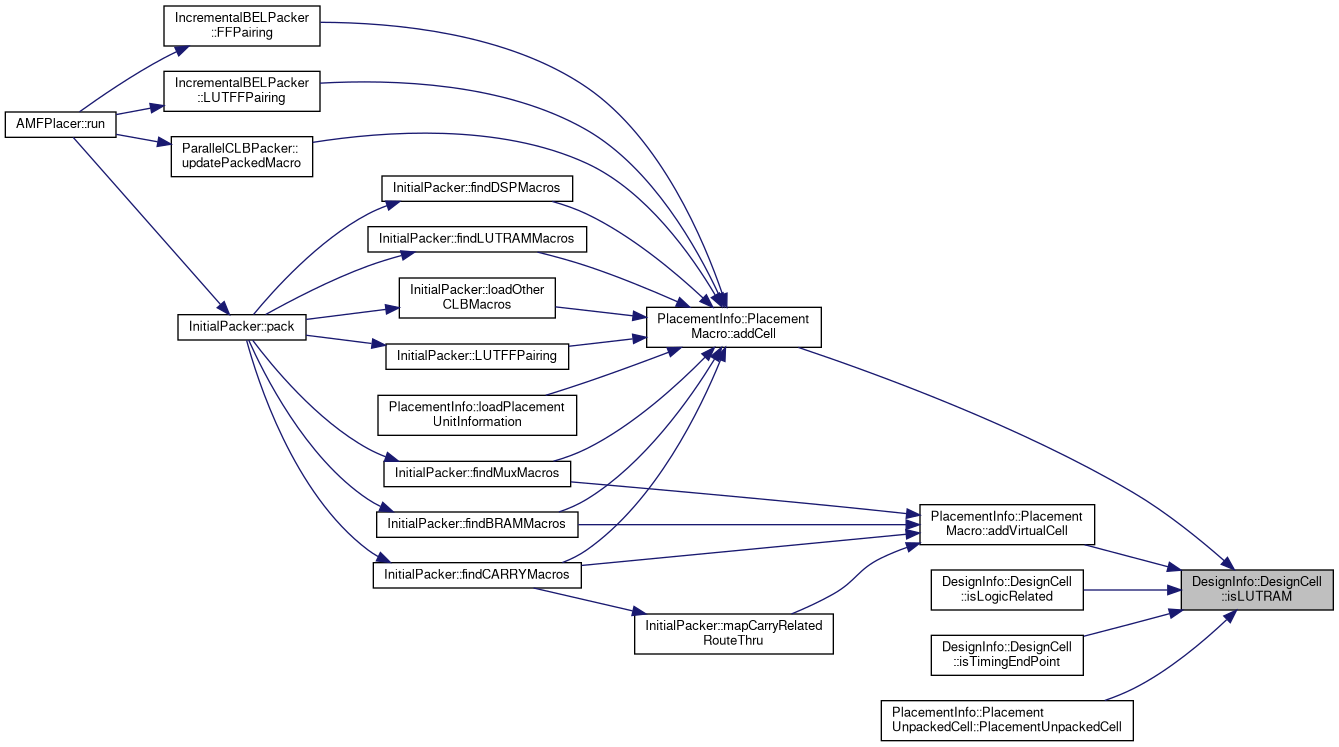 IncrementalBELPacker
::FFPairing
IncrementalBELPacker
::LUTFFPairing
AMFPlacer::run
ParallelCLBPacker::
updatePackedMacro
InitialPacker::findDSPMacros
InitialPacker::findLUTRAMMacros
InitialPacker::loadOther
CLBMacros
InitialPacker::pack
PlacementInfo::Placement
Macro::addCell
InitialPacker::LUTFFPairing
PlacementInfo::loadPlacement
UnitInformation
InitialPacker::findMuxMacros
InitialPacker::findBRAMMacros
PlacementInfo::Placement
Macro::addVirtualCell
InitialPacker::findCARRYMacros
DesignInfo::DesignCell
::isLogicRelated
DesignInfo::DesignCell
::isLUTRAM
InitialPacker::mapCarryRelated
RouteThru
DesignInfo::DesignCell
::isTimingEndPoint
PlacementInfo::Placement
UnpackedCell::PlacementUnpackedCell